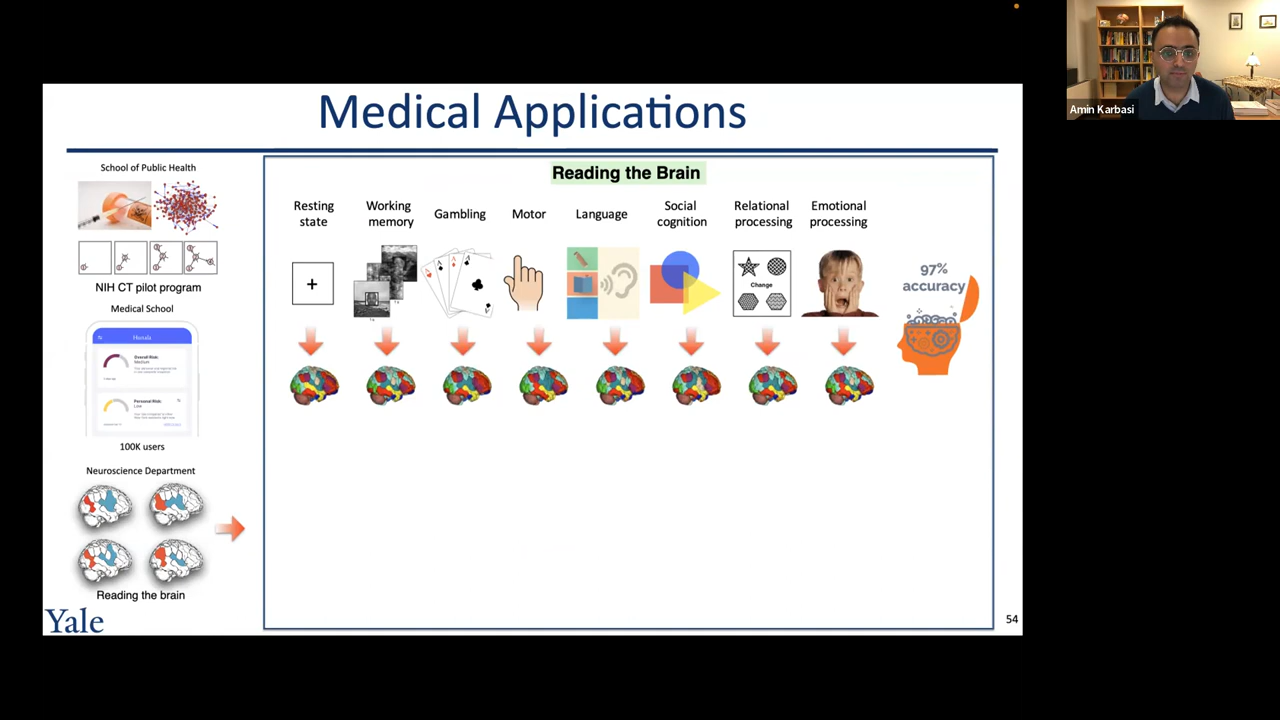 Amin Karbasi
Medical Applications
School of Public Health
NIH CT pilot program
Medical School
Hunala
Overall Risk:
Medium
Personal Risk:
Low
100K users
Neuroscience Department
Reading the brain
Yale
Reading the Brain
Resting
state
Working
memory
Gambling
Motor
Language
Social
cognition
Relational
processing
Emotional
processing
+
Change
97%
accuracy
54